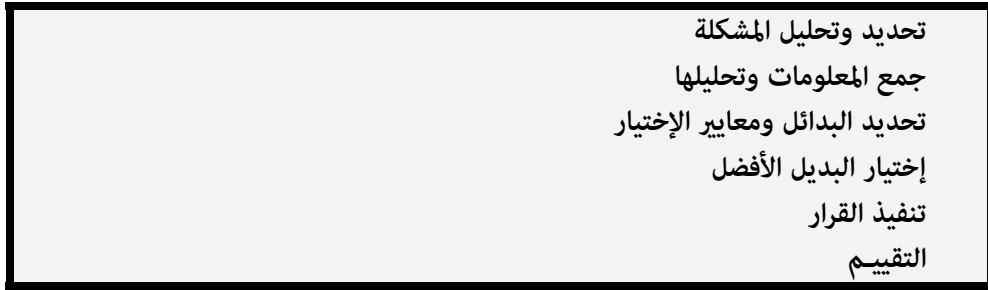 تحديد وتحليل المشكلة
جمع المعلومات وتحليلها
تحديد البدائل ومعايير الإختيار
إختيار البديل الأفضل
تنفيذ القرار
التقييـم